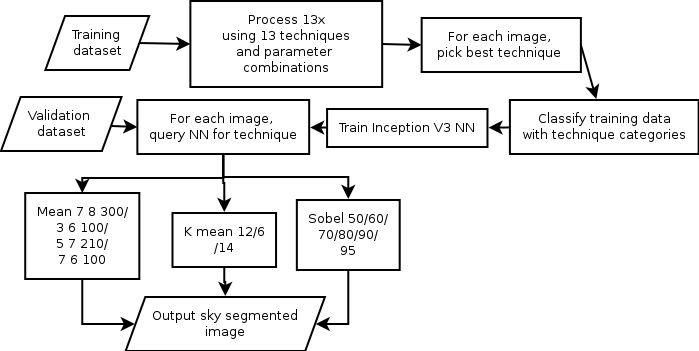 Training
dataset
Process 13x
using 13 techniques
and parameter
combinations
For each image,
pick best technique
Validation
dataset
For each image,
query NN for technique
Train Inception V3 NN
Classify training data
with technique categories
Mean 7 8 300/
3 6 100/
5 7 210/
7 6 100
K mean 12/6
/14
Sobel 50/60/
70/80/90/
95
Output sky segmented
image